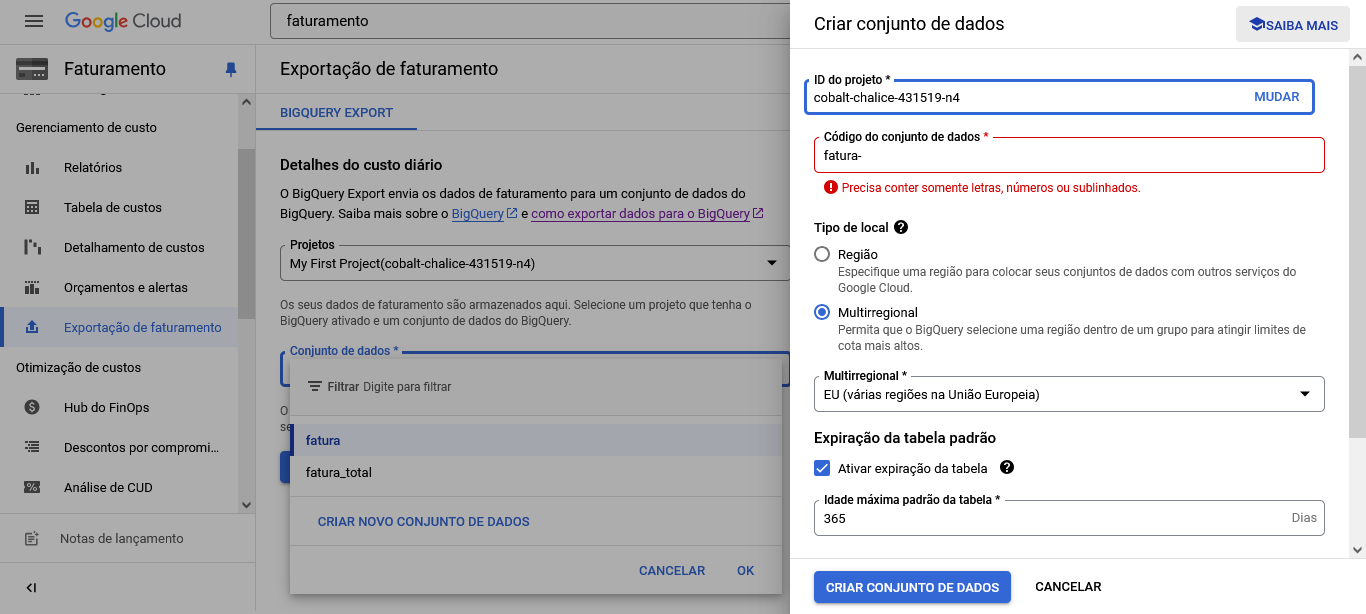 Google Cloud
faturamento
Faturamento
Gerenciamento de custo
Relatórios
Tabela de custos
Detalhamento de custos
Orçamentos e alertas
Exportação de faturamento
Otimização de custos
Hub do FinOps
Descontos por compromi...
Análise de CUD
Notas de lançamento
Exportação de faturamento
BIGQUERY EXPORT
Detalhes do custo diário
O BigQuery Export envia os dados de faturamento para um conjunto de dados do
BigQuery. Saiba mais sobre o BigQuery e como exportar dados para o BigQuery
Projetos
My First Project(cobalt-chalice-431519-n4)
Os seus dados de faturamento são armazenados aqui. Selecione um projeto que tenha o
BigQuery ativado e um conjunto de dados do BigQuery.
Conjunto de dados *
Filtrar Digite para filtrar
fatura
fatura_total
CRIAR NOVO CONJUNTO DE DADOS
CANCELAR OK
Criar conjunto de dados
SAIBA MAIS
ID do projeto *
cobalt-chalice-431519-n4
MUDAR
Código do conjunto de dados *
fatura-
Precisa conter somente letras, números ou sublinhados.
Tipo de local
Região
Especifique uma região para colocar seus conjuntos de dados com outros serviços do
Google Cloud.
Multirregional
Permita que o BigQuery selecione uma região dentro de um grupo para atingir limites de
cota mais altos.
Multirregional *
EU (várias regiões na União Europeia)
Expiração da tabela padrão
Ativar expiração da tabela
Idade máxima padrão da tabela *
365
Dias
CRIAR CONJUNTO DE DADOS CANCELAR